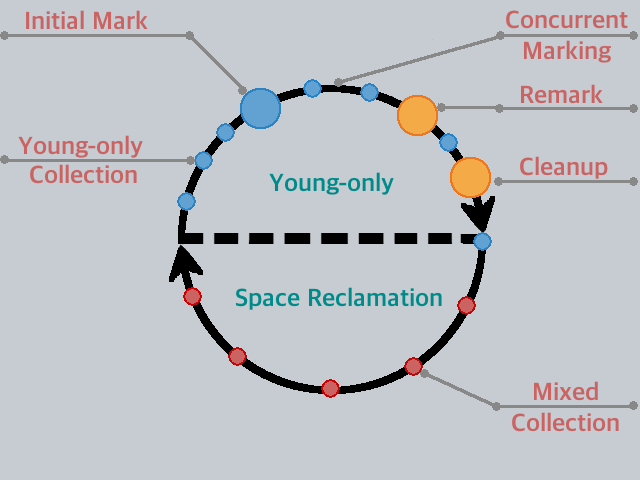 Initial Mark
Concurrent
Marking
Remark
Young-only
Collection
Cleanup
Young-only
Space Reclamation
Mixed
Collection